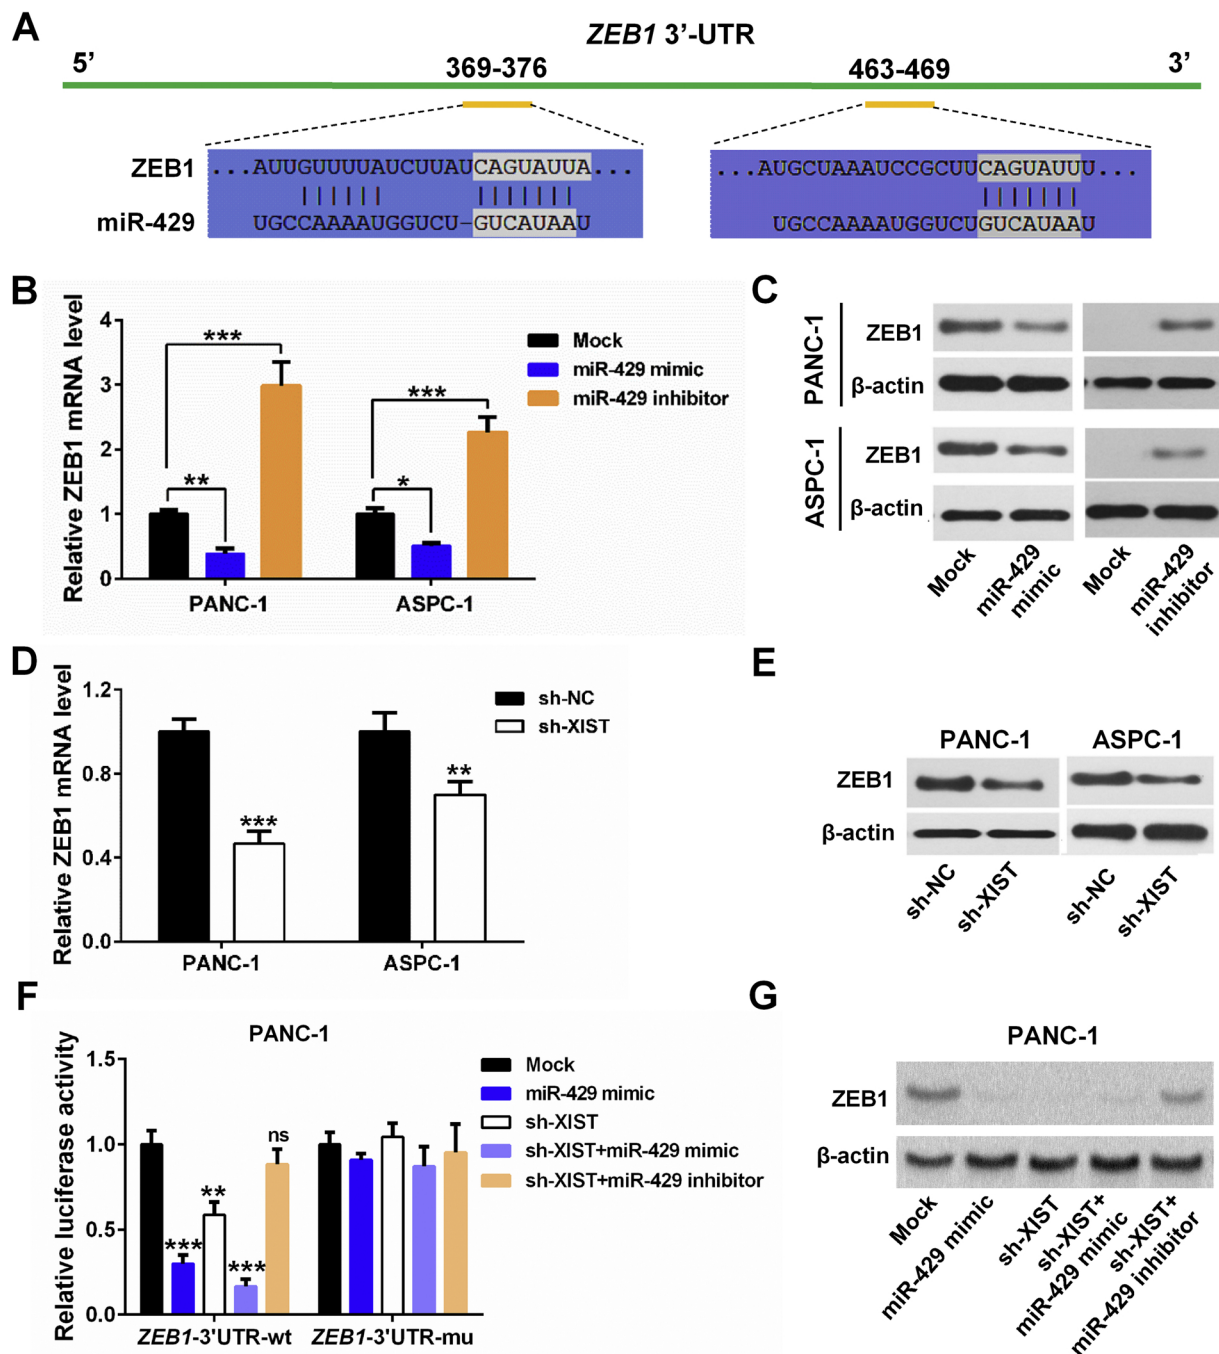 A
ZEB1 3’-UTR
5’
369-376
463-469
3’
ZEB1
...AUUGUUUUAUCUUAUCAGUAUUA...
...AUGCUAAAUCCGCUUCAGUAUUU...
miR-429
UGCCAAAAUGGUCU-GUCAUAAU
UGCCAAAAUGGUCUGUCAUAAU
B
Relative ZEB1 mRNA level
4
3
2
1
0
***
**
***
*
Mock
miR-429 mimic
miR-429 inhibitor
PANC-1
ASPC-1
C
PANC-1
ZEB1
β-actin
ASPC-1
ZEB1
β-actin
Mock
miR-429 mimic
Mock
miR-429 inhibitor
D
Relative ZEB1 mRNA level
1.2
0.8
0.4
0.0
***
**
sh-NC
sh-XIST
PANC-1
ASPC-1
E
PANC-1
ASPC-1
ZEB1
β-actin
sh-NC
sh-XIST
sh-NC
sh-XIST
F
PANC-1
Relative luciferase activity
1.5
1.0
0.5
0.0
***
**
***
ns
Mock
miR-429 mimic
sh-XIST
sh-XIST+miR-429 mimic
sh-XIST+miR-429 inhibitor
ZEB1-3'UTR-wt
ZEB1-3'UTR-mu
G
PANC-1
ZEB1
β-actin
Mock
miR-429 mimic
sh-XIST
sh-XIST+
miR-429 mimic
sh-XIST+
miR-429 inhibitor